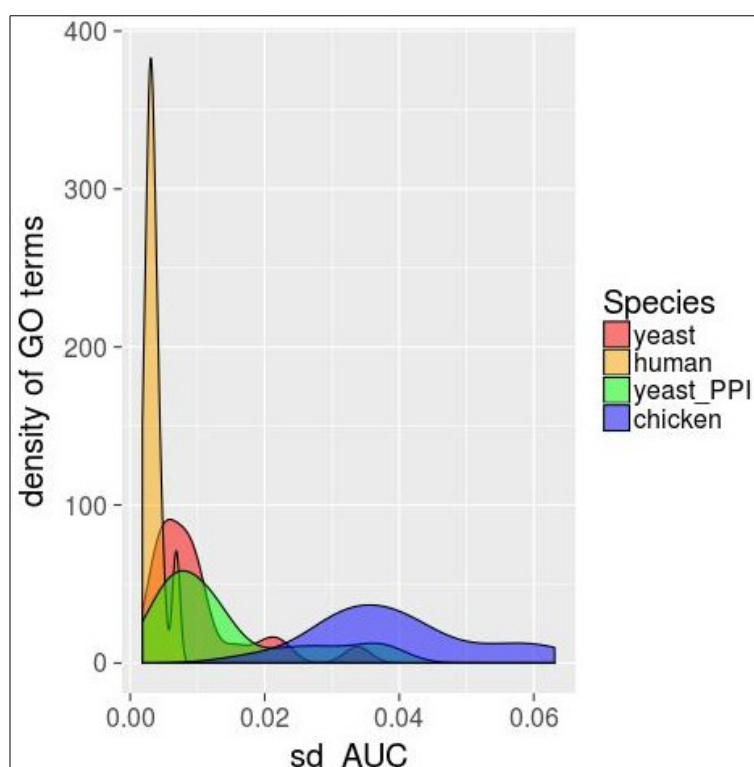 400
300
200
100
0
density of GO terms
0.00 0.02 0.04 0.06
sd_AUC
Species
yeast
human
yeast_PPI
chicken